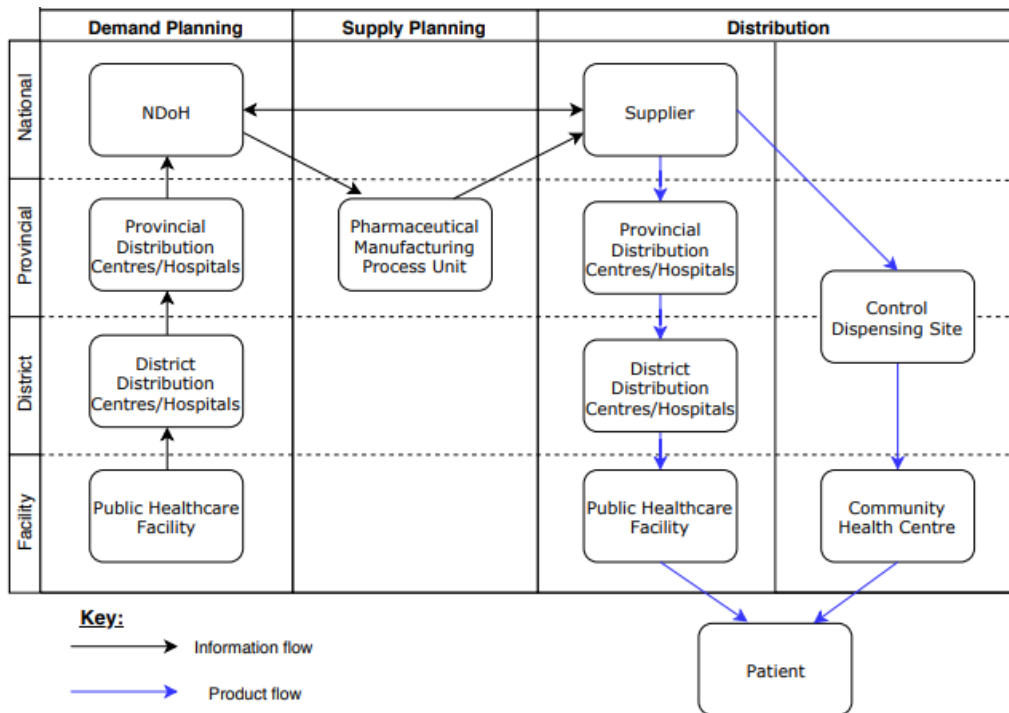 Demand Planning
Supply Planning
Distribution
National
NDoH
Supplier
Provincial
Provincial
Distribution
Centres/Hospitals
Pharmaceutical
Manufacturing
Process Unit
Provincial
Distribution
Centres/Hospitals
Control
Dispensing Site
District
District
Distribution
Centres/Hospitals
District
Distribution
Centres/Hospitals
Facility
Public Healthcare
Facility
Public Healthcare
Facility
Community
Health Centre
Key:
Information flow
Product flow
Patient